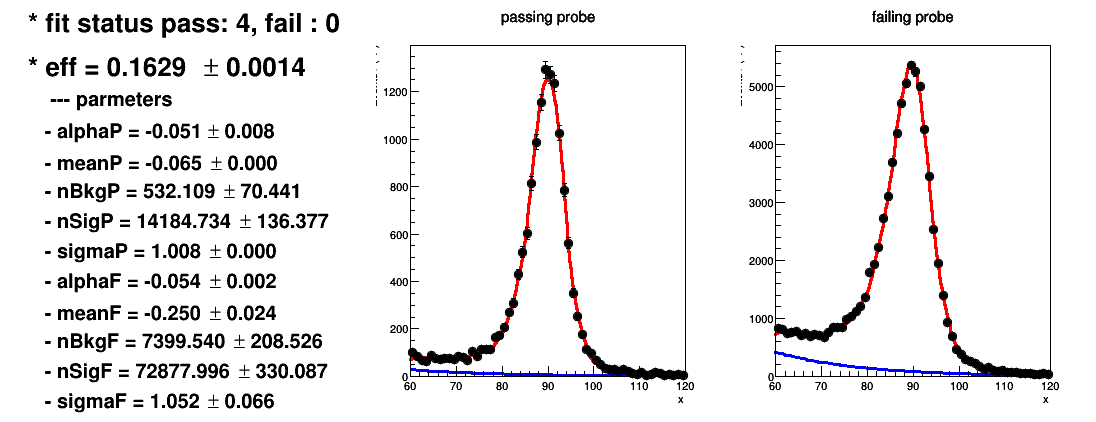 * fit status pass: 4, fail : 0
* eff = 0.1629 ± 0.0014
--- parmeters
- alphaP = -0.051 ± 0.008
- meanP = -0.065 ± 0.000
- nBkgP = 532.109 ± 70.441
- nSigP = 14184.734 ± 136.377
- sigmaP = 1.008 ± 0.000
- alphaF = -0.054 ± 0.002
- meanF = -0.250 ± 0.024
- nBkgF = 7399.540 ± 208.526
- nSigF = 72877.996 ± 330.087
- sigmaF = 1.052 ± 0.066
passing probe
1200
1000
800
600
400
200
0
60 70 80 90 100 110 120
x
failing probe
5000
4000
3000
2000
1000
0
60 70 80 90 100 110 120
x